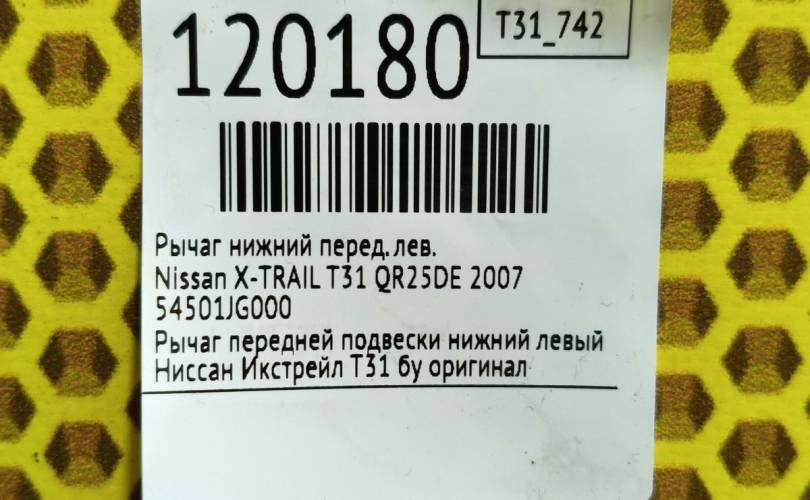 120180
T31_742
Рычаг нижний перед. лев.
Nissan X-TRAIL T31 QR25DE 2007
54501JG000
Рычаг передней подвески нижний левый
Ниссан Икстрейл Т31 бу оригинал